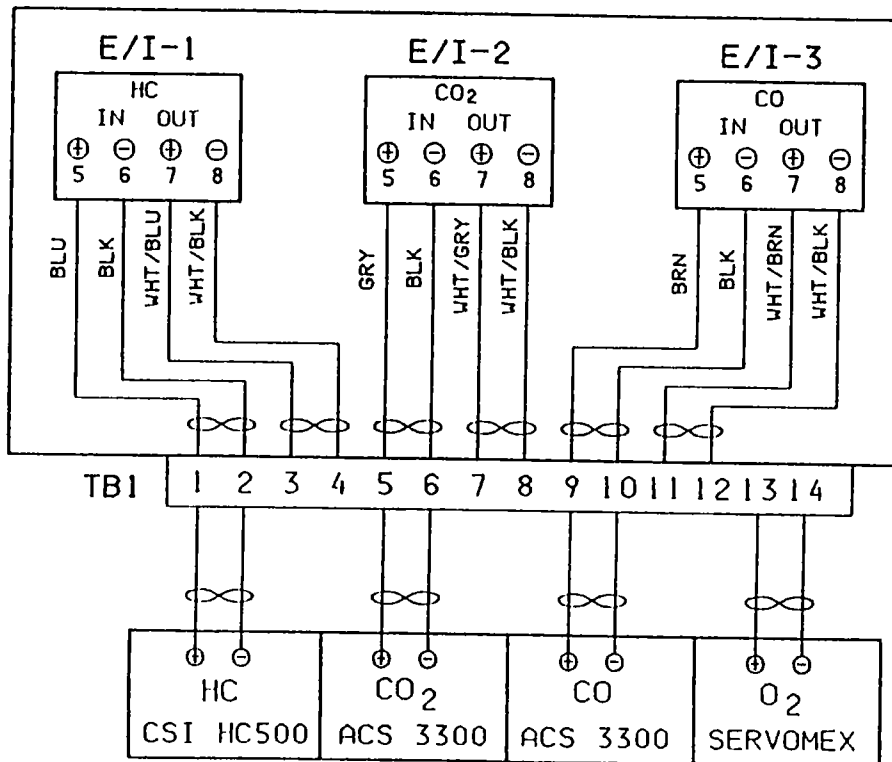 E/I-1 E/I-2 E/I-3
HC CO2 CO
IN OUT IN OUT IN OUT
+ - + - + - + - + - + -
5 6 7 8 5 6 7 8 5 6 7 8
BLU BLK WHT/BLU WHT/BLK GRY BLK WHT/GRY WHT/BLK BRN BLK WHT/BRN WHT/BLK
TB1 1 2 3 4 5 6 7 8 9 10 11 12 13 14
+ - + - + - + -
HC CO2 CO O2
CSI HC500 ACS 3300 ACS 3300 SERVOMEX